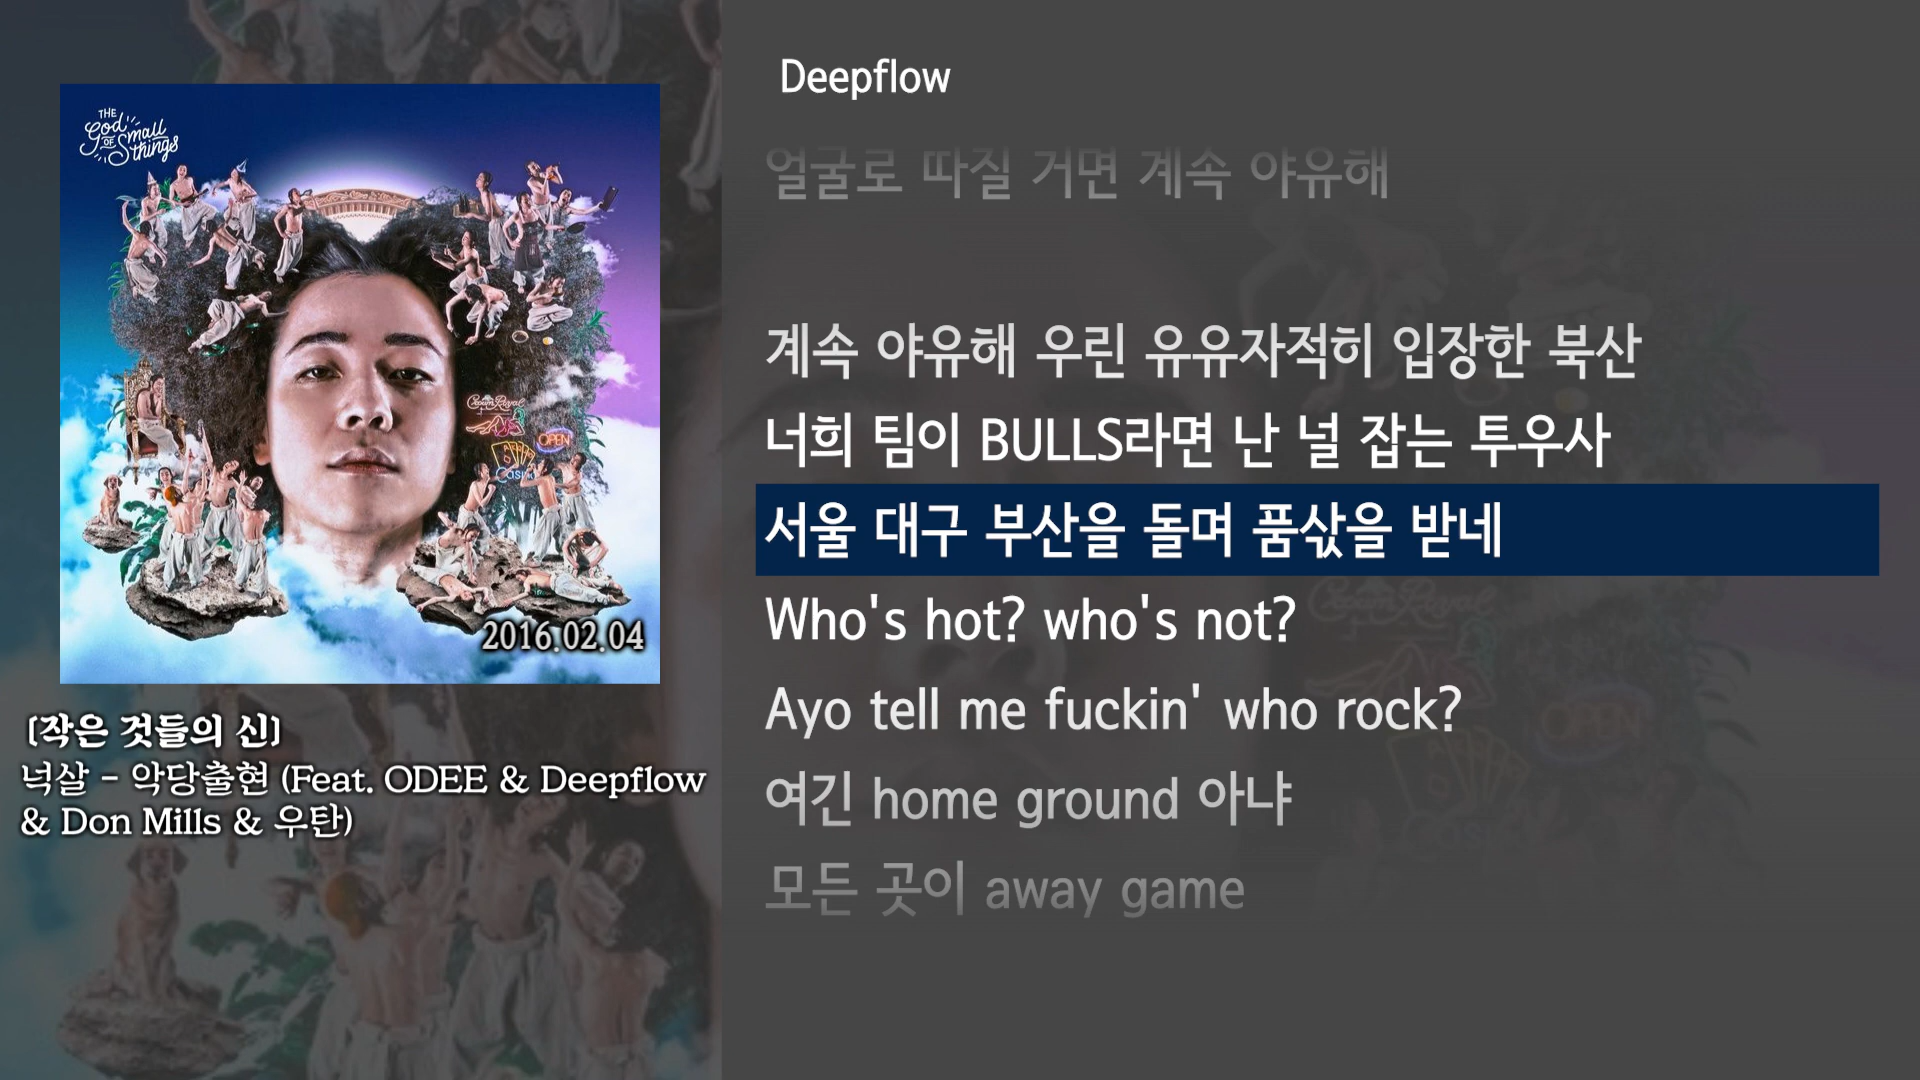 THE
God OF Small
things
Crown Royal
OPEN
Casino
2016.02.04
[작은 것들의 신]
넉살 - 악당출현 (Feat. ODEE & Deepflow
& Don Mills & 우탄)
Deepflow
얼굴로 따질 거면 계속 야유해
계속 야유해 우린 유유자적히 입장한 북산
너희 팀이 BULLS라면 난 널 잡는 투우사
서울 대구 부산을 돌며 품삯을 받네
Who's hot? who's not?
Ayo tell me fuckin' who rock?
여긴 home ground 아냐
모든 곳이 away game